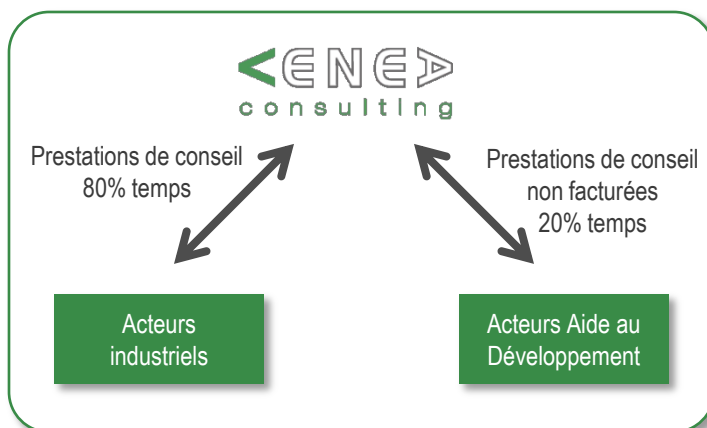 ENEA
consulting
Prestations de conseil
80% temps
Prestations de conseil
non facturées
20% temps
Acteurs
industriels
Acteurs Aide au
Développement